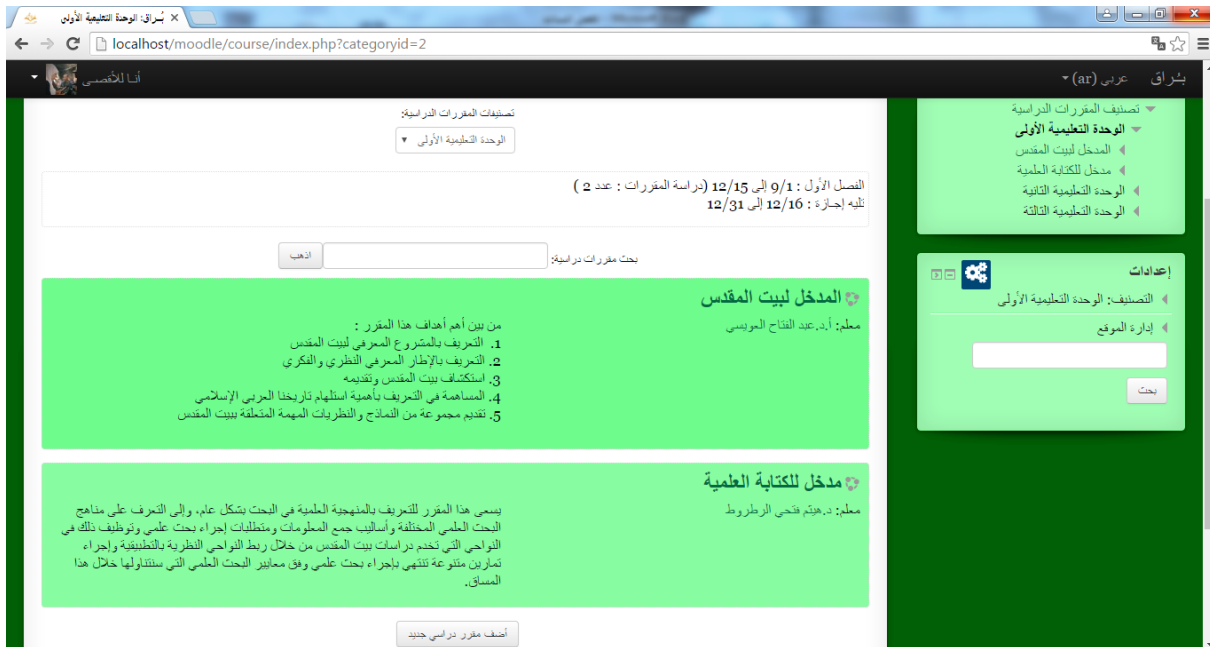 بُـراق: الوحدة التعليمية الأولى
localhost/moodle/course/index.php?categoryid=2
بـُراق
عربي (ar)
أنـا للأقصـى
تصنيف المقررات الدراسية
الوحدة التعليمية الأولى
المدخل لبيت المقدس
مدخل للكتابة العلمية
الوحدة التعليمية الثانية
الوحدة التعليمية الثالثة
إعدادات
التصنيف: الوحدة التعليمية الأولى
إدارة الموقع
بحث
تصنيفات المقررات الدراسية:
الوحدة التعليمية الأولى
الفصل الأول : 9/1 إلى 12/15 (دراسة المقررات : عدد 2 )
تليه إجـازة : 12/16 إلى 12/31
بحث مقررات دراسية:
اذهب
المدخل لبيت المقدس
معلم: أ.د.عبد الفتاح العويسي
من بين أهم أهداف هذا المقرر :
1. التعريف بالمشروع المعرفي لبيت المقدس
2. التعريف بالإطار المعرفي النظري والفكري
3. استكشاف بيت المقدس وتقديمه
4. المساهمة في التعريف بأهمية استلهام تاريخنا العربي الإسلامي
5. تقديم مجموعة من النماذج والنظريات المهمة المتعلقة ببيت المقدس
مدخل للكتابة العلمية
معلم: د.هيثم فتحي الرطروط
يسعى هذا المقرر للتعريف بالمنهجية العلمية في البحث بشكل عام، وإلى التعرف على مناهج
البحث العلمي المختلفة وأساليب جمع المعلومات ومتطلبات إجراء بحث علمي وتوظيف ذلك في
النواحي التي تخدم دراسات بيت المقدس من خلال ربط النواحي النظرية بالتطبيقية وإجراء
تمارين متنوعة تنتهي بإجراء بحث علمي وفق معايير البحث العلمي التي سنتناولها خلال هذا
المساق.
أضف مقرر دراسي جديد